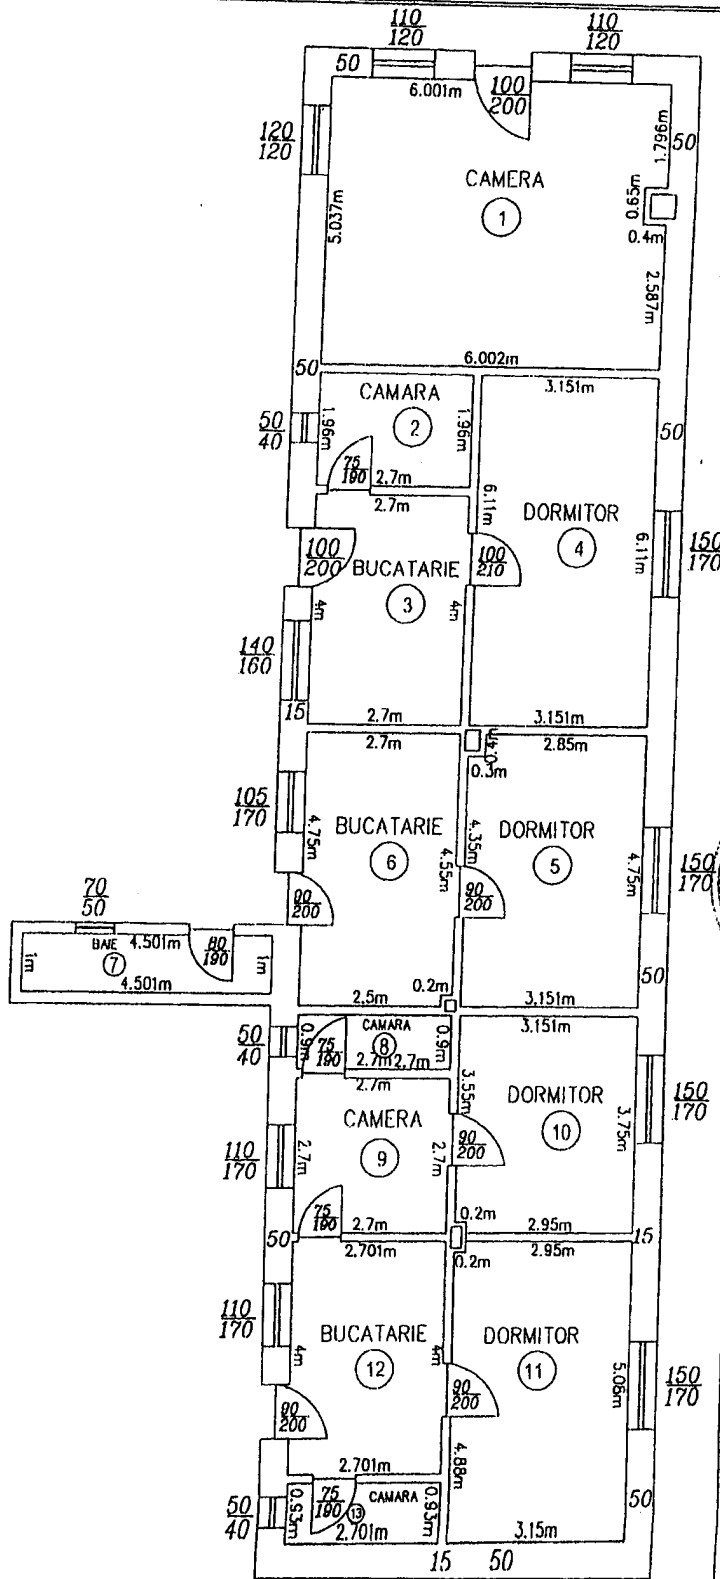 110
120
110
120
50
6.001m
100
200
120
120
1.796m
50
CAMERA
1
5.037m
0.65m
0.4m
2.587m
6.002m
50
3.151m
CAMARA
2
50
40
1.96m
1.96m
50
75
190
2.7m
2.7m
6.11m
DORMITOR
4
6.11m
150
170
100
200
BUCATARIE
3
100
210
4m
4m
140
160
15
2.7m
3.151m
2.7m
0.4m
2.85m
0.3m
105
170
4.75m
BUCATARIE
6
4.55m
4.35m
DORMITOR
5
4.75m
150
170
90
200
90
200
70
50
BAIE
7
4.501m
80
190
1m
1m
4.501m
50
0.2m
2.5m
3.151m
3.151m
50
40
0.9m
75
190
CAMARA
8
0.9m
2.7m
2.7m
2.7m
3.55m
DORMITOR
10
3.75m
150
170
CAMERA
9
110
170
2.7m
2.7m
90
200
75
190
2.7m
0.2m
2.95m
50
15
2.701m
0.2m
2.95m
110
170
BUCATARIE
12
4m
4m
DORMITOR
11
5.08m
150
170
90
200
90
200
2.701m
4.88m
50
40
0.93m
75
190
CAMARA
13
0.93m
2.701m
3.15m
50
15
50